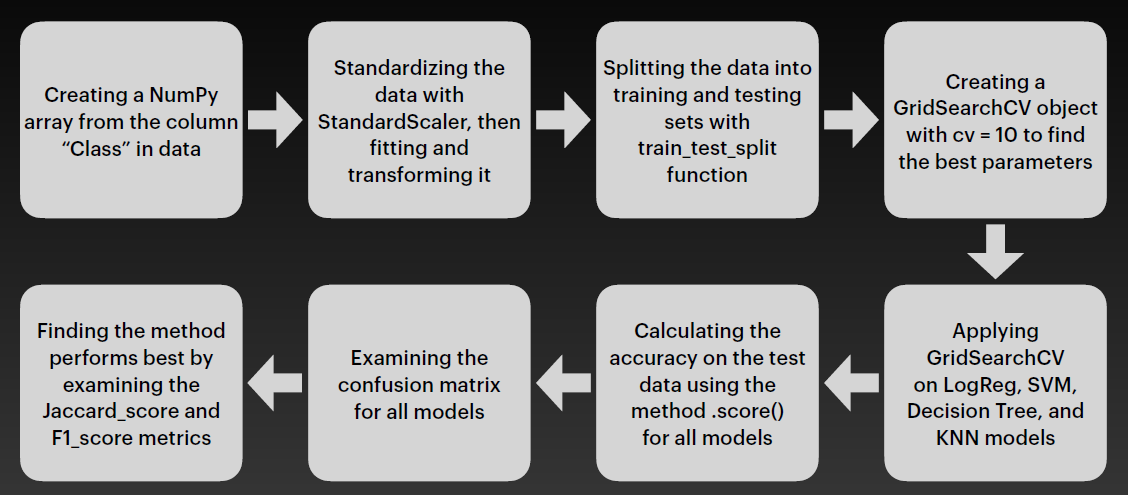 Creating a NumPy
array from the column
“Class” in data
Standardizing the
data with
StandardScaler, then
fitting and
transforming it
Splitting the data into
training and testing
sets with
train_test_split
function
Creating a
GridSearchCV object
with cv = 10 to find
the best parameters
Applying
GridSearchCV
on LogReg, SVM,
Decision Tree, and
KNN models
Calculating the
accuracy on the test
data using the
method .score()
for all models
Examining the
confusion matrix
for all models
Finding the method
performs best by
examining the
Jaccard_score and
F1_score metrics